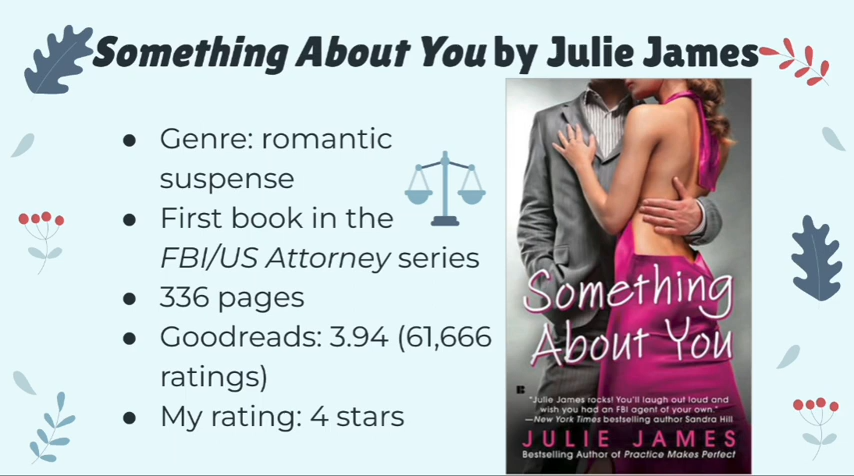 Something About You by Julie James
● Genre: romantic
suspense
● First book in the
FBI/US Attorney series
● 336 pages
● Goodreads: 3.94 (61,666
ratings)
● My rating: 4 stars
Something
About You
"Julie James rocks! You'll laugh out loud and
wish you had an FBI agent of your own."
—New York Times bestselling author Sandra Hill
JULIE JAMES
Bestselling Author of Practice Makes Perfect